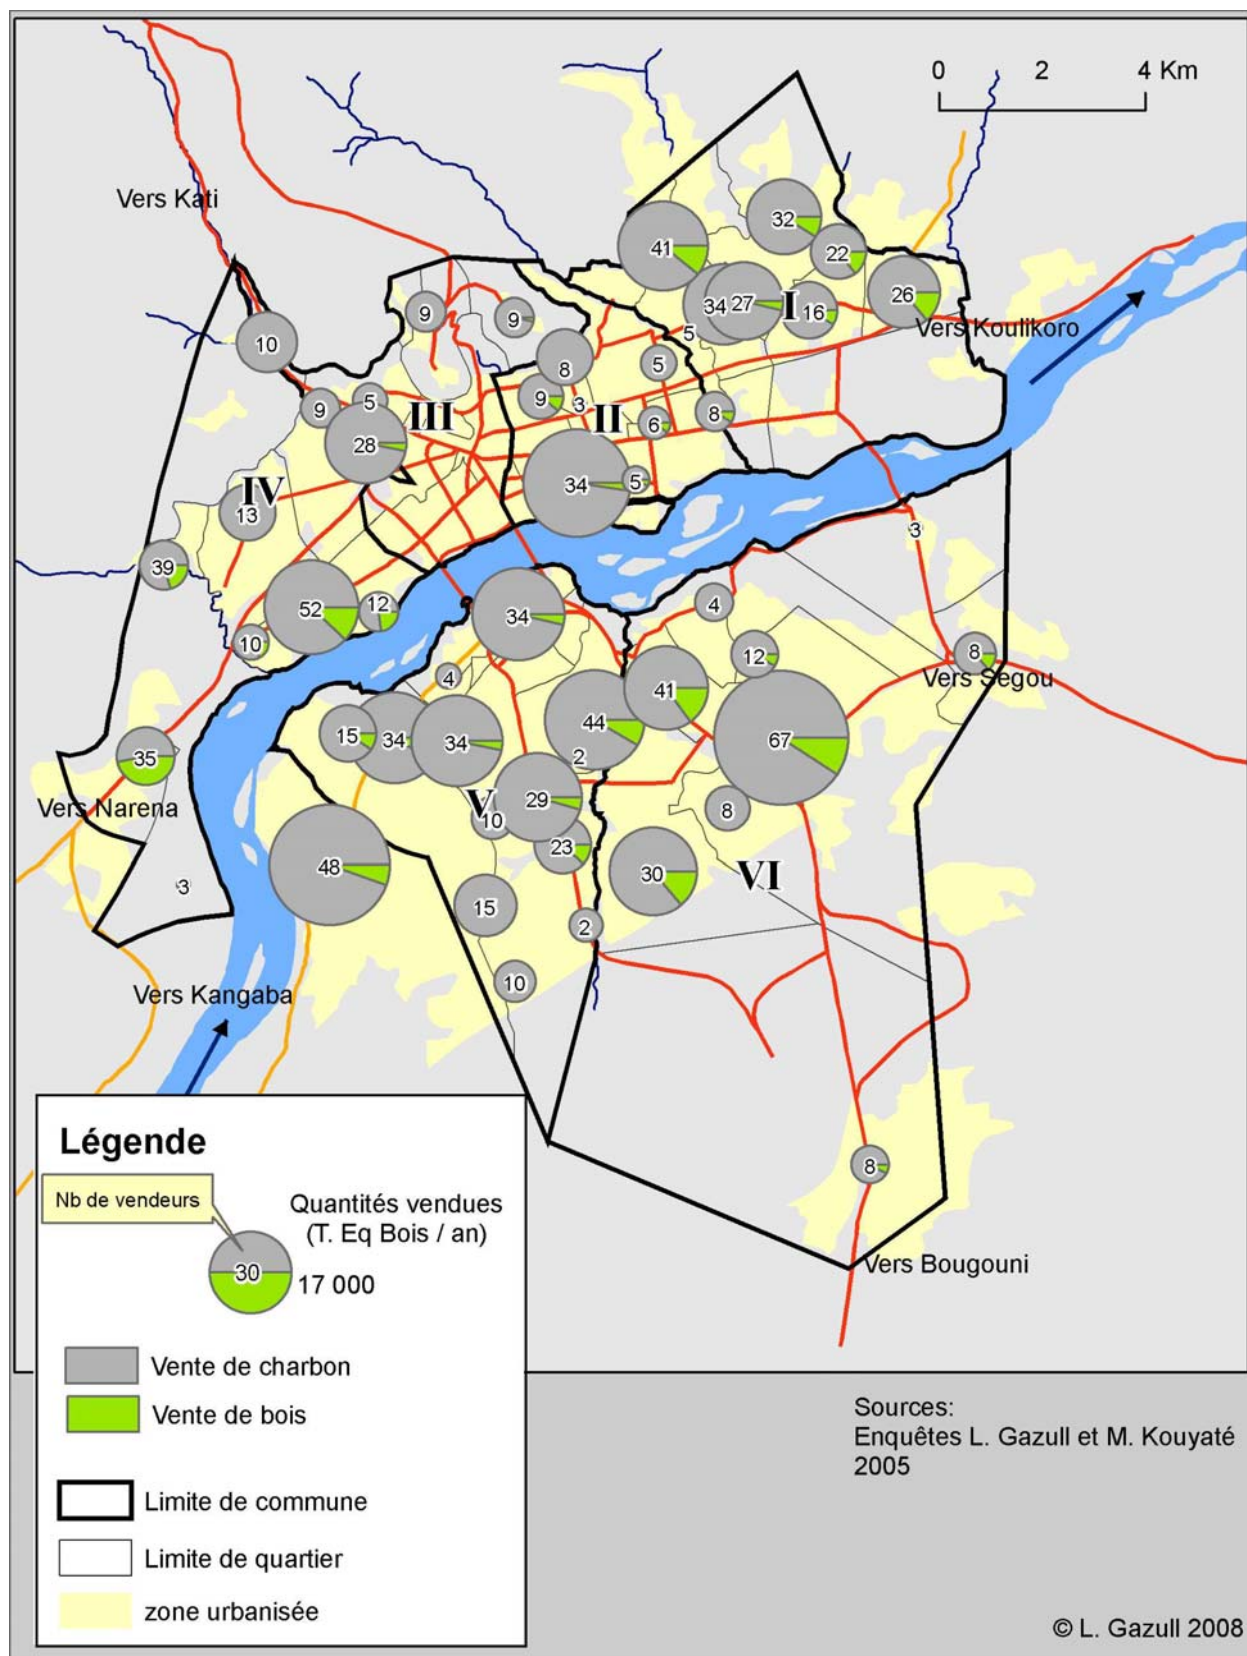 0 2 4 Km
Vers Kati
32
41
22
34
27
I
16
26
Vers Koulikoro
5
9
9
10
8
5
5
9
9
3
III
II
6
8
28
34
5
IV
13
3
39
52
12
10
34
4
12
8
Vers Segou
4
41
44
67
15
34
34
2
35
29
8
Vers Narena
V
10
23
48
30
VI
3
15
2
10
Vers Kangaba
8
Vers Bougouni
Légende
Nb de vendeurs
Quantités vendues
(T. Eq Bois / an)
30
17 000
Vente de charbon
Vente de bois
Limite de commune
Limite de quartier
zone urbanisée
Sources:
Enquêtes L. Gazull et M. Kouyaté
2005
© L. Gazull 2008